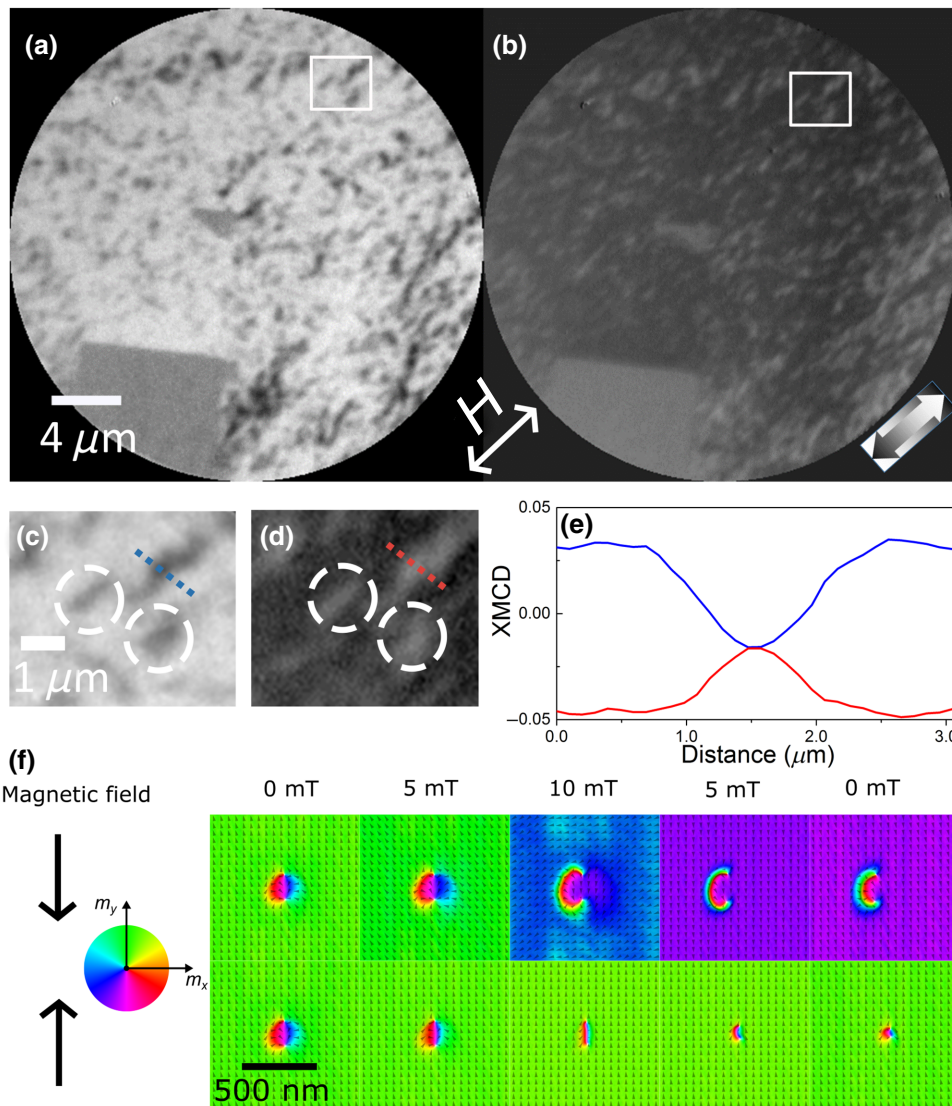 (a)
(b)
4 μm
H
(c)
(d)
(e)
1 μm
0.05
0.00
−0.05
XMCD
0.0
1.0
2.0
3.0
Distance (μm)
(f)
Magnetic field
0 mT
5 mT
10 mT
5 mT
0 mT
m_y
m_x
500 nm